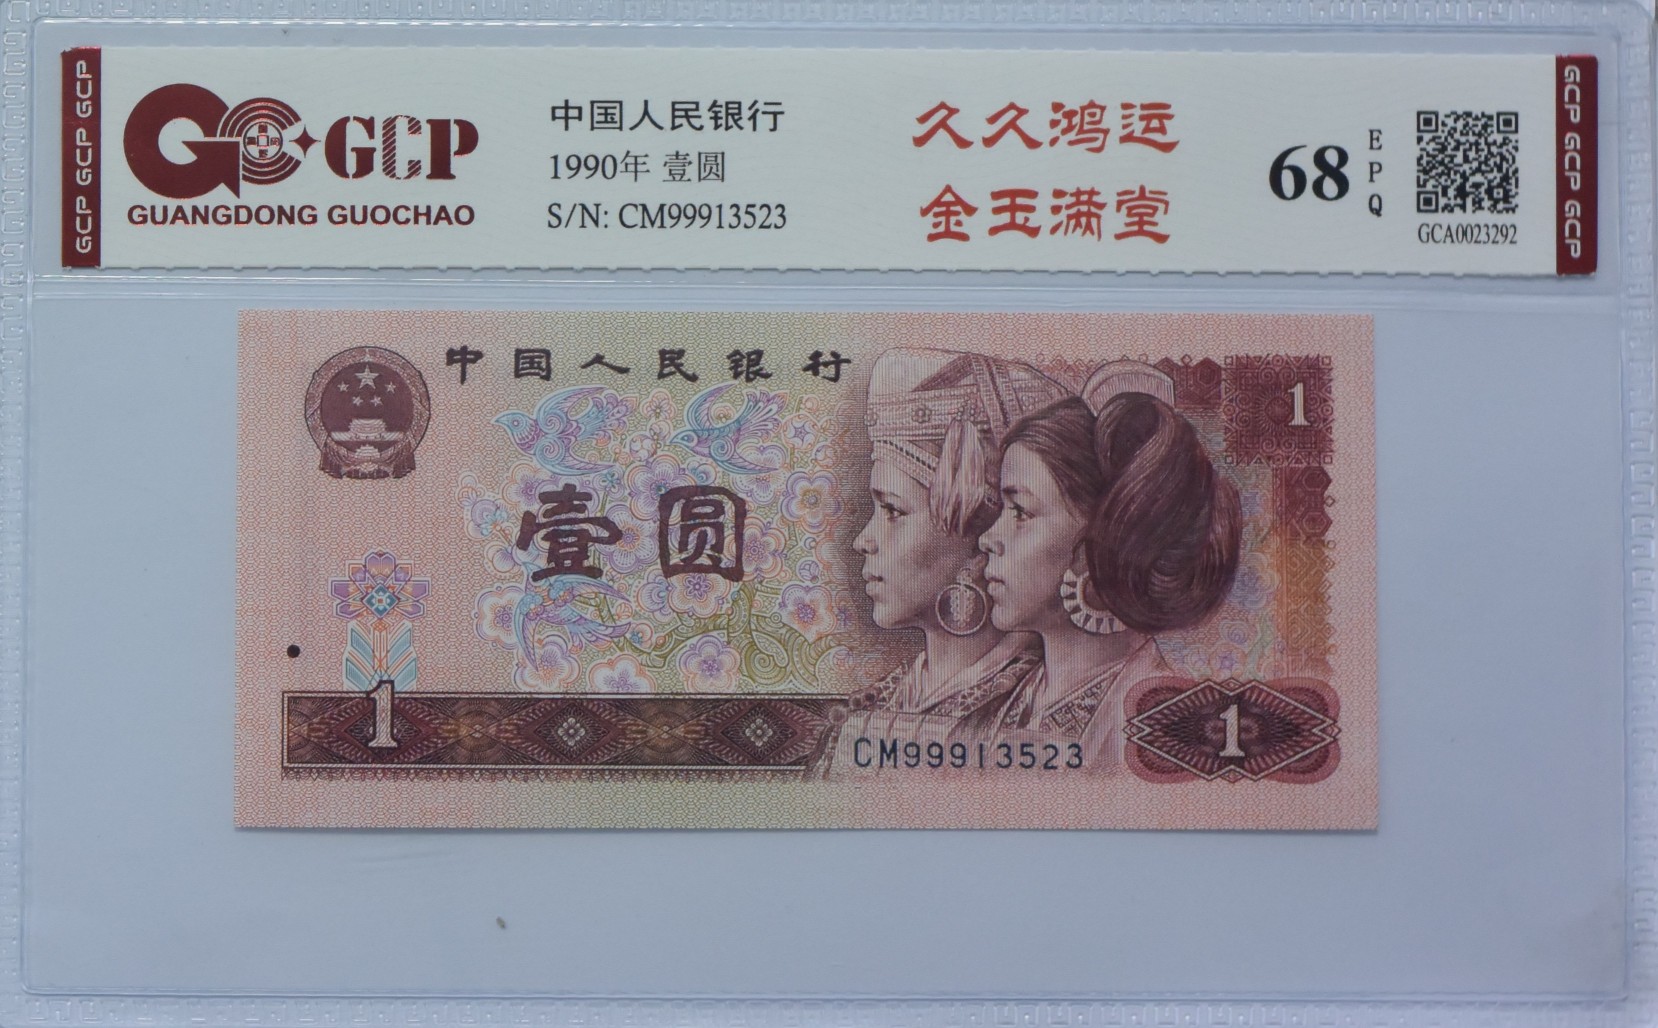 GCP GCP GCP
GCP
GUANGDONG GUOCHAO
中国人民银行
1990年 壹圆
S/N: CM99913523
久久鸿运
金玉满堂
68
EPQ
GCA0023292
GCP GCP GCP
中国人民银行
1
壹圆
1
CM99913523
1